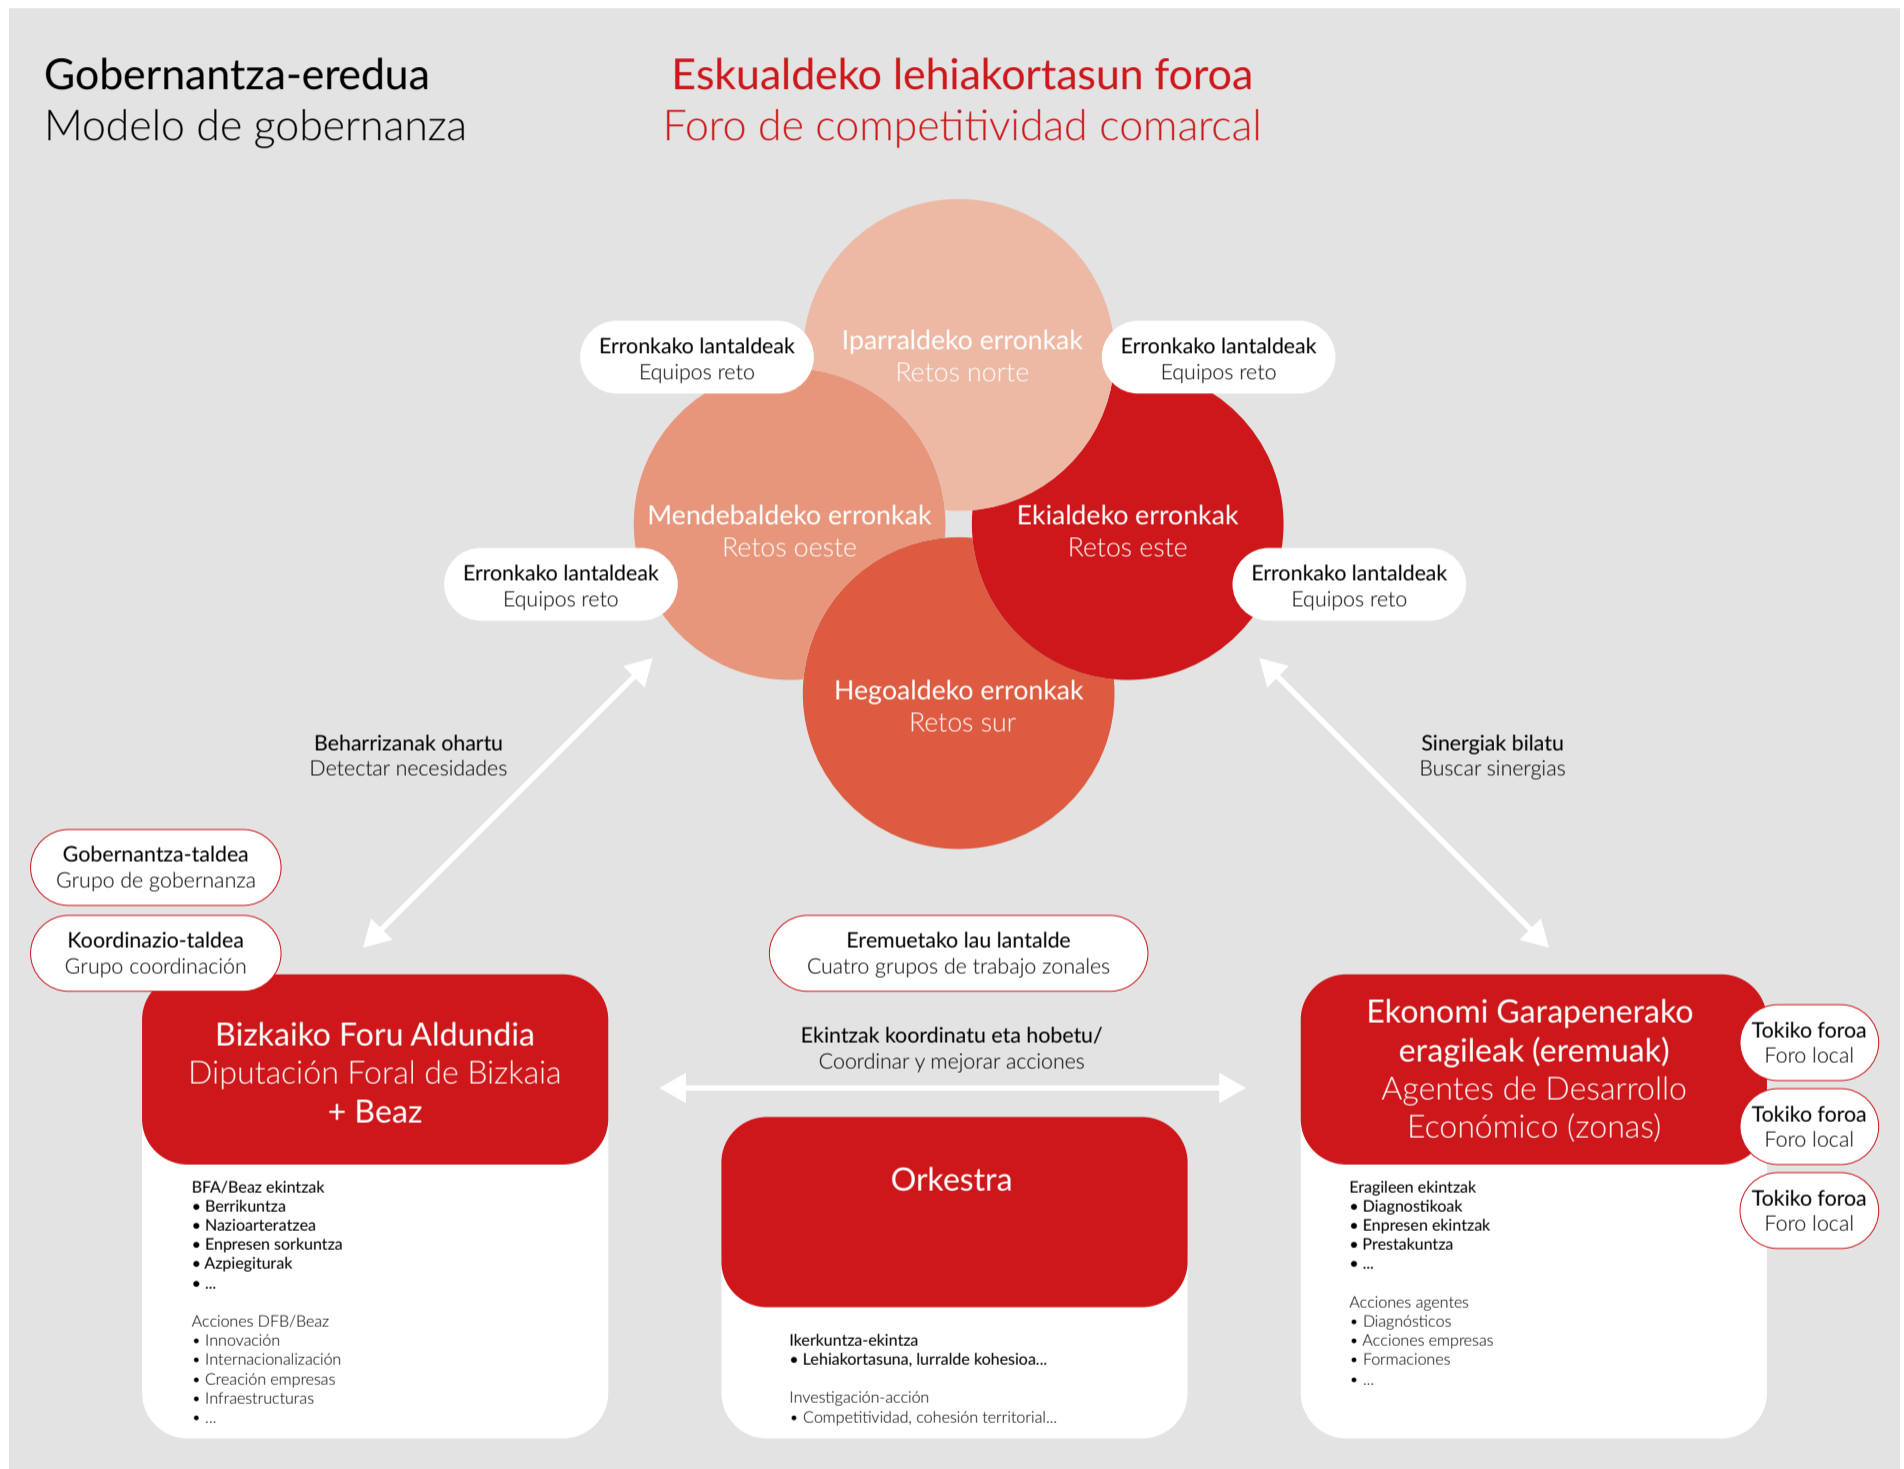 Gobernantza-eredua
Modelo de gobernanza
Eskualdeko lehiakortasun foroa
Foro de competitividad comarcal
Iparraldeko erronkak
Retos norte
Erronkako lantaldeak
Equipos reto
Erronkako lantaldeak
Equipos reto
Mendebaldeko erronkak
Retos oeste
Ekialdeko erronkak
Retos este
Erronkako lantaldeak
Equipos reto
Erronkako lantaldeak
Equipos reto
Hegoaldeko erronkak
Retos sur
Beharrizanak ohartu
Detectar necesidades
Sinergiak bilatu
Buscar sinergias
Gobernantza-taldea
Grupo de gobernanza
Koordinazio-taldea
Grupo coordinación
Eremuetako lau lantalde
Cuatro grupos de trabajo zonales
Ekintzak koordinatu eta hobetu/
Coordinar y mejorar acciones
Bizkaiko Foru Aldundia
Diputación Foral de Bizkaia
+ Beaz
BFA/Beaz ekintzak
• Berrikuntza
• Nazioarteratzea
• Enpresen sorkuntza
• Azpiegiturak
• ...
Acciones DFB/Beaz
• Innovación
• Internacionalización
• Creación empresas
• Infraestructuras
• ...
Orkestra
Ikerkuntza-ekintza
• Lehiakortasuna, lurralde kohesioa...
Investigación-acción
• Competitividad, cohesión territorial...
Ekonomi Garapenerako
eragileak (eremuak)
Agentes de Desarrollo
Económico (zonas)
Tokiko foroa
Foro local
Tokiko foroa
Foro local
Tokiko foroa
Foro local
Eragileen ekintzak
• Diagnostikoak
• Enpresen ekintzak
• Prestakuntza
• ...
Acciones agentes
• Diagnósticos
• Acciones empresas
• Formaciones
• ...